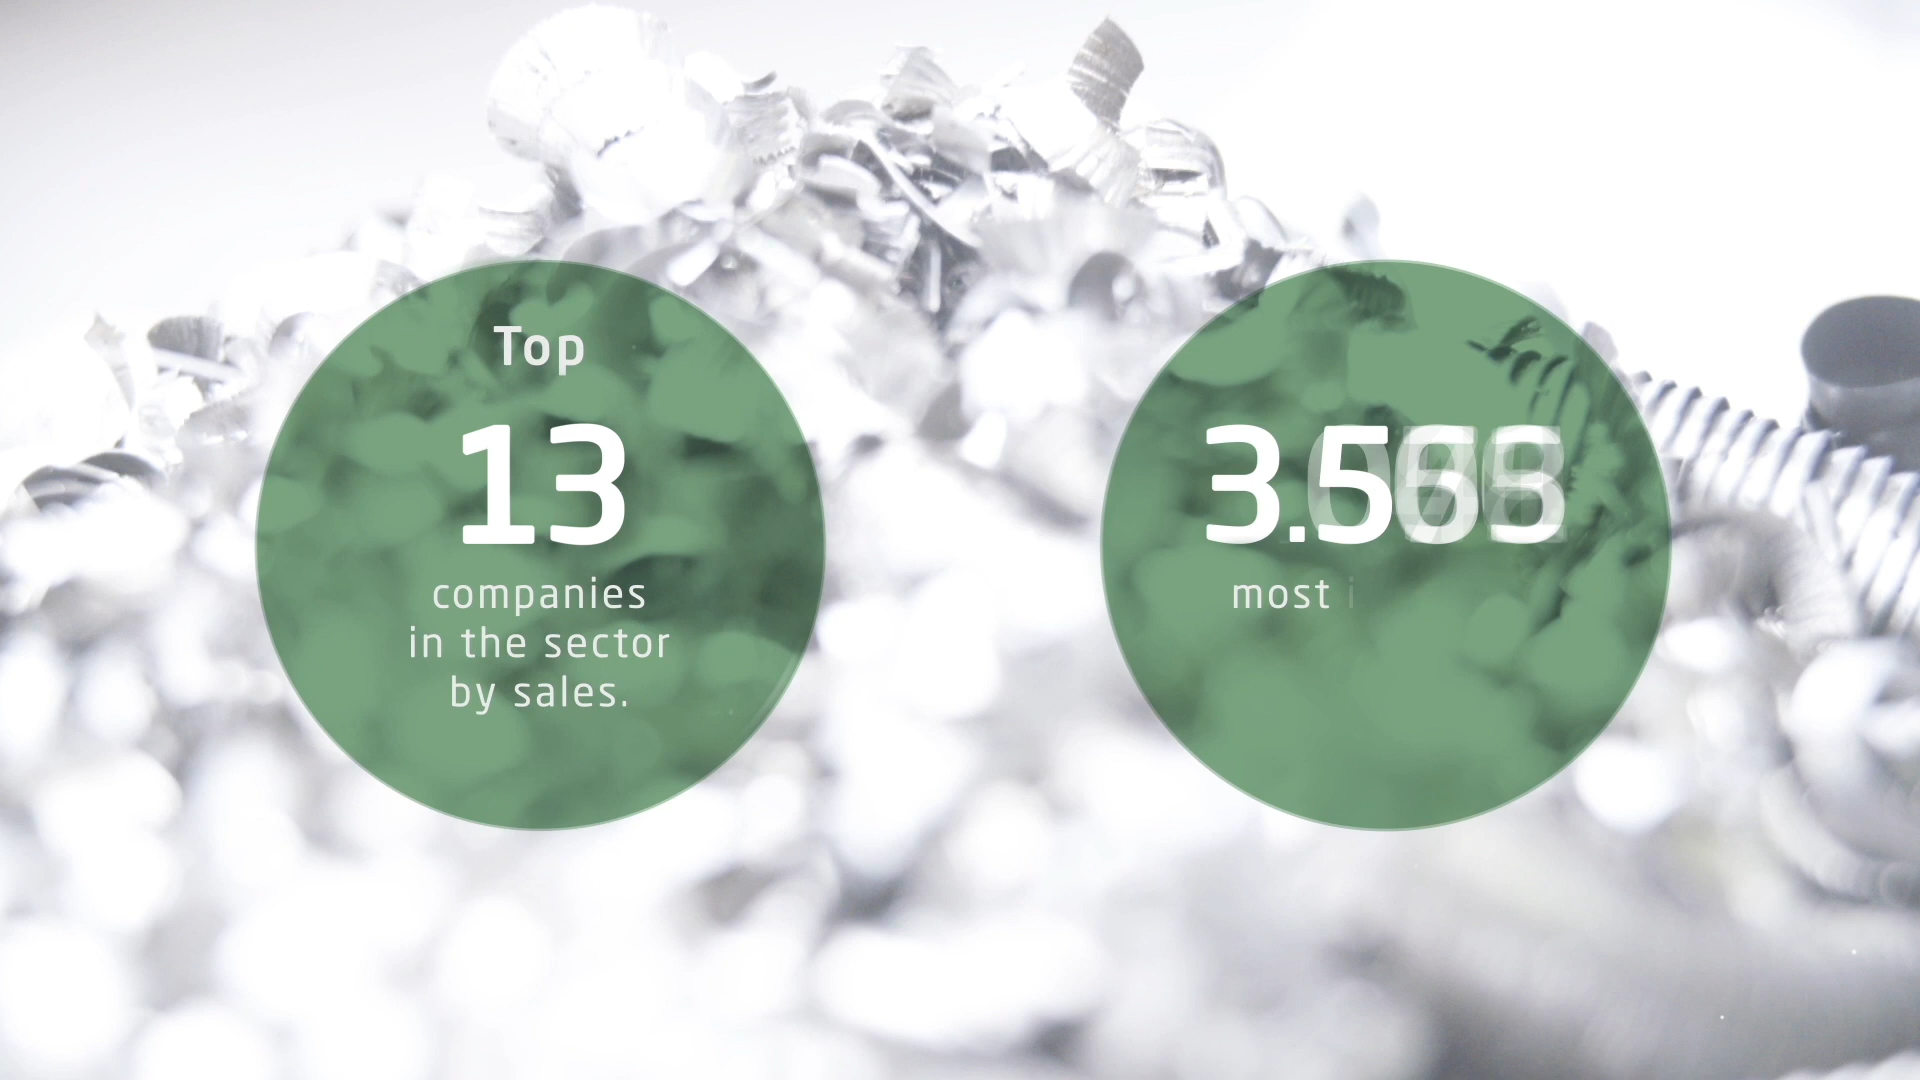 Top
13
companies
in the sector
by sales.
most i